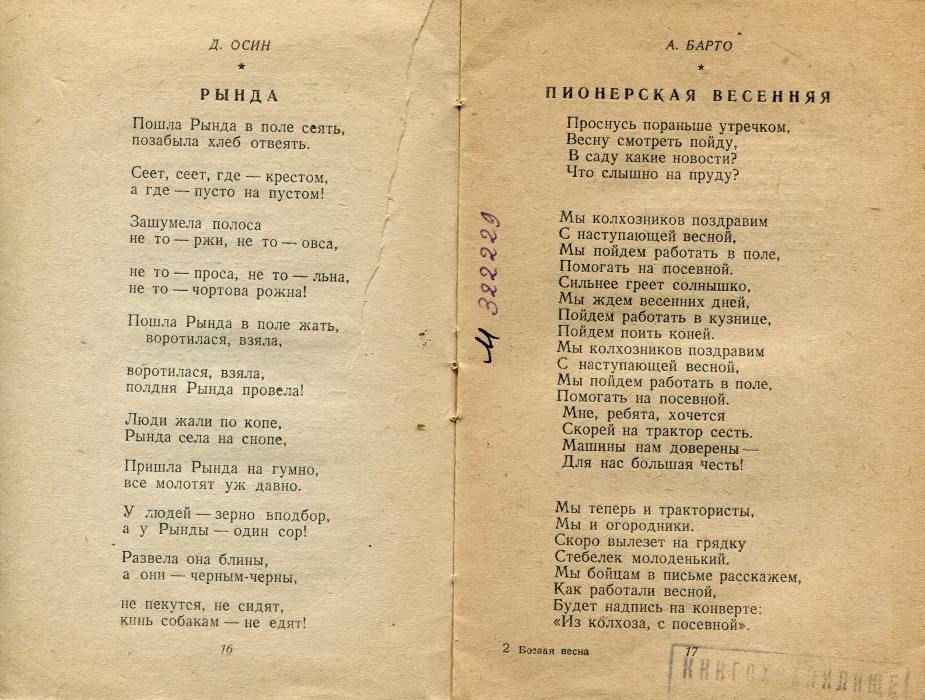 Д. ОСИН
★
РЫНДА
Пошла Рында в поле сеять,
позабыла хлеб отвеять.
Сеет, сеет, где — крестом,
а где — пусто на пустом!
Зашумела полоса
не то — ржи, не то — овса,
не то — проса, не то — льна,
не то — чортова рожна!
Пошла Рында в поле жать,
воротилася, взяла,
воротилася, взяла,
полдня Рында провела!
Люди жали по копе,
Рында села на снопе,
Пришла Рында на гумно,
все молотят уж давно.
У людей — зерно вподбор,
а у Рынды — один сор!
Развела она блины,
а они — черным-черны,
не пекутся, не сидят,
кинь собакам — не едят!
16
М 322229
А. БАРТО
★
ПИОНЕРСКАЯ ВЕСЕННЯЯ
Проснусь пораньше утречком,
Весну смотреть пойду,
В саду какие новости?
Что слышно на пруду?
Мы колхозников поздравим
С наступающей весной,
Мы пойдем работать в поле,
Помогать на посевной.
Сильнее греет солнышко,
Мы ждем весенних дней,
Пойдем работать в кузнице,
Пойдем поить коней.
Мы колхозников поздравим
С наступающей весной,
Мы пойдем работать в поле,
Помогать на посевной.
Мне, ребята, хочется
Скорей на трактор сесть.
Машины нам доверены —
Для нас большая честь!
Мы теперь и трактористы,
Мы и огородники.
Скоро вылезет на грядку
Стебелек молоденький.
Мы бойцам в письме расскажем,
Как работали весной,
Будет надпись на конверте:
«Из колхоза, с посевной».
2 Боевая весна
17
КНИГОХРАНИЛИЩЕ